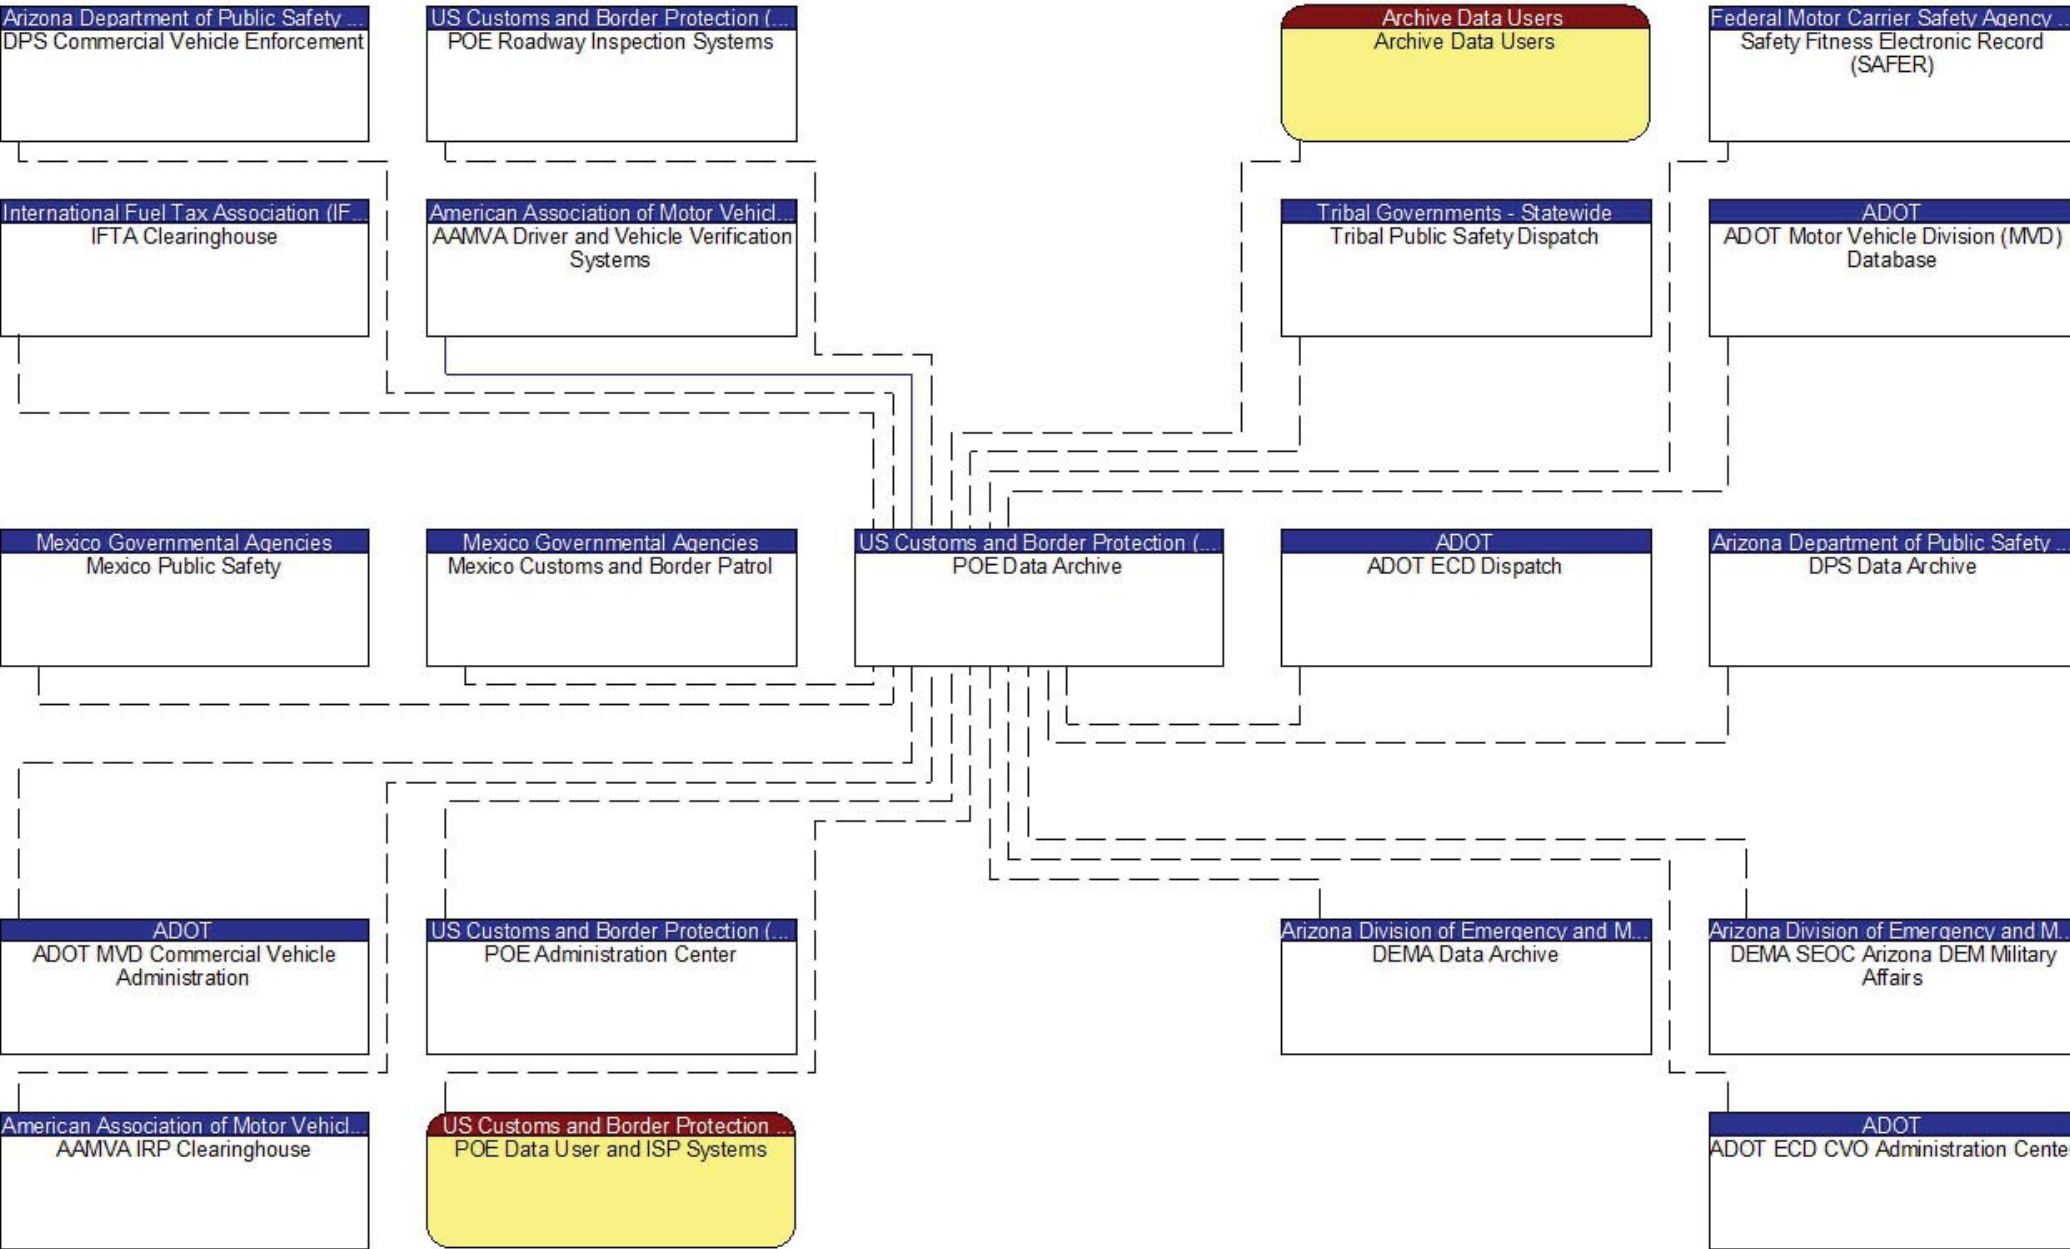 Arizona Department of Public Safety ...
DPS Commercial Vehicle Enforcement
US Customs and Border Protection (...
POE Roadway Inspection Systems
Archive Data Users
Archive Data Users
Federal Motor Carrier Safety Agency ...
Safety Fitness Electronic Record
(SAFER)
International Fuel Tax Association (IF...
IFTA Clearinghouse
American Association of Motor Vehicl...
AAMVA Driver and Vehicle Verification
Systems
Tribal Governments - Statewide
Tribal Public Safety Dispatch
ADOT
ADOT Motor Vehicle Division (MVD)
Database
Mexico Governmental Agencies
Mexico Public Safety
Mexico Governmental Agencies
Mexico Customs and Border Patrol
US Customs and Border Protection (...
POE Data Archive
ADOT
ADOT ECD Dispatch
Arizona Department of Public Safety ...
DPS Data Archive
ADOT
ADOT MVD Commercial Vehicle
Administration
US Customs and Border Protection (...
POE Administration Center
Arizona Division of Emergency and M...
DEMA Data Archive
Arizona Division of Emergency and M...
DEMA SEOC Arizona DEM Military
Affairs
American Association of Motor Vehicl...
AAMVA IRP Clearinghouse
US Customs and Border Protection ...
POE Data User and ISP Systems
ADOT
ADOT ECD CVO Administration Cente